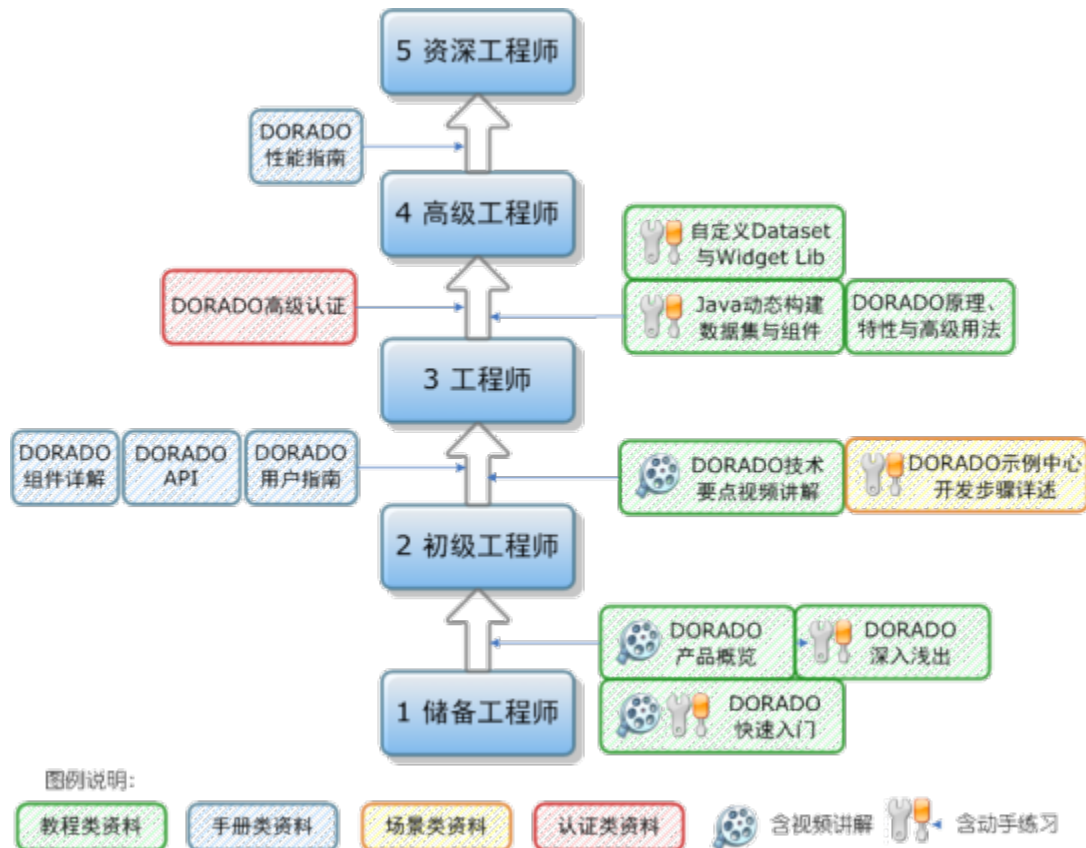 5 资深工程师
DORADO
性能指南
4 高级工程师
自定义Dataset
与Widget Lib
DORADO高级认证
Java动态构建
数据集与组件
DORADO原理、
特性与高级用法
3 工程师
DORADO
组件详解
DORADO
API
DORADO
用户指南
DORADO技术
要点视频讲解
DORADO示例中心
开发步骤详述
2 初级工程师
DORADO
产品概览
DORADO
深入浅出
1 储备工程师
DORADO
快速入门
图例说明:
教程类资料
手册类资料
场景类资料
认证类资料
含视频讲解
含动手练习